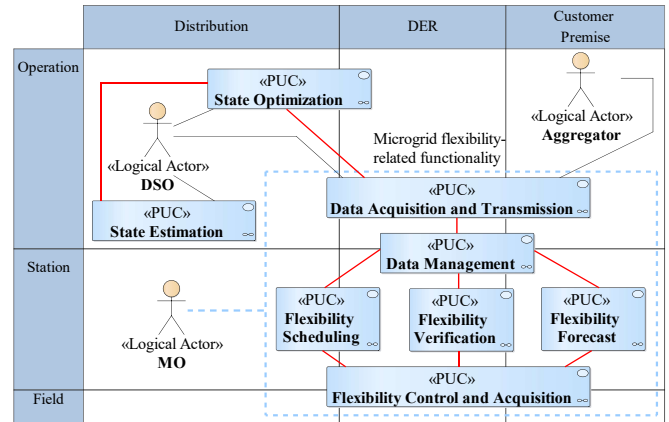 Distribution
DER
Customer
Premise
Operation
«PUC»
State Optimization
«Logical Actor»
Aggregator
«Logical Actor»
DSO
Microgrid flexibility-
related functionality
«PUC»
Data Acquisition and Transmission
«PUC»
State Estimation
«PUC»
Data Management
Station
«Logical Actor»
MO
«PUC»
Flexibility
Scheduling
«PUC»
Flexibility
Verification
«PUC»
Flexibility
Forecast
«PUC»
Flexibility Control and Acquisition
Field